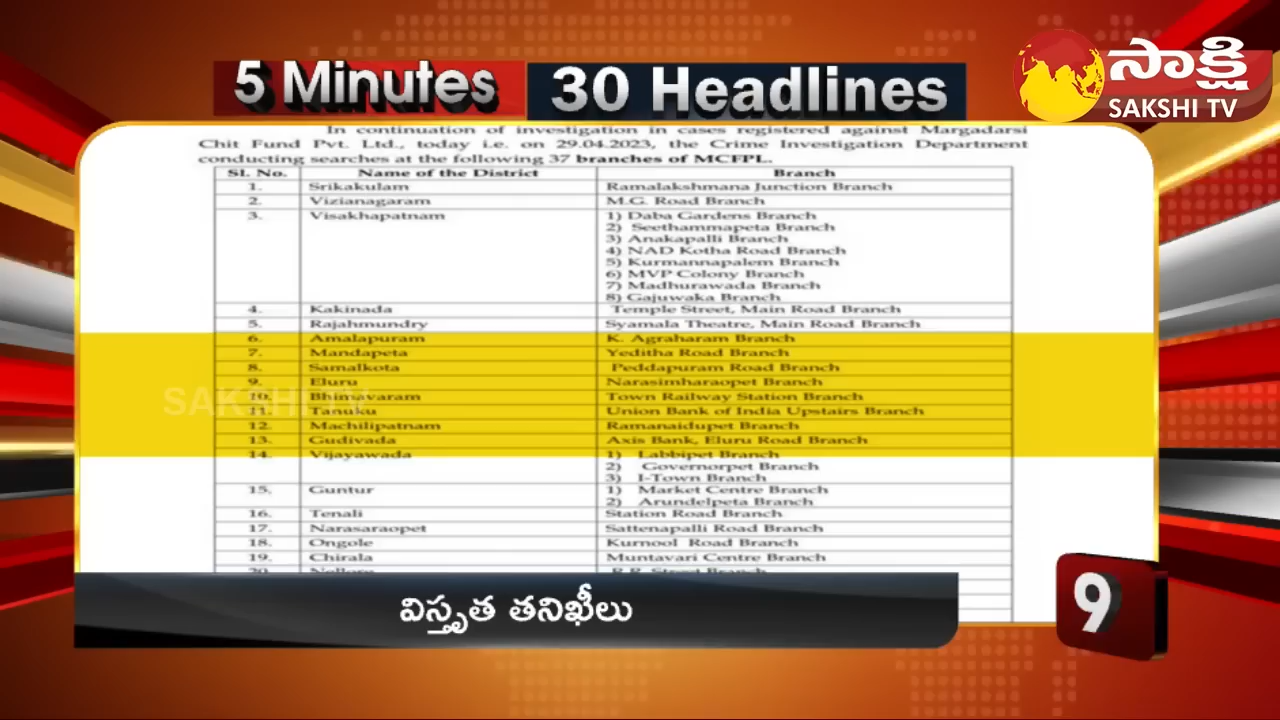 5 Minutes 30 Headlines
సాక్షి
SAKSHI TV
In continuation of investigation in cases registered against Margadarsi
Chit Fund Pvt. Ltd., today i.e. on 29.04.2023, the Crime Investigation Department
conducting searches at the following 37 branches of MCFPL.
Sl. No. Name of the District Branch
1. Srikakulam Ramalakshmana Junction Branch
2. Vizianagaram M.G. Road Branch
3. Visakhapatnam 1) Daba Gardens Branch
2) Seethammapeta Branch
3) Anakapalli Branch
4) NAD Kotha Road Branch
5) Kurmannapalem Branch
6) MVP Colony Branch
7) Madhurawada Branch
8) Gajuwaka Branch
4. Kakinada Temple Street, Main Road Branch
5. Rajahmundry Syamala Theatre, Main Road Branch
6. Amalapuram K. Agraharam Branch
7. Mandapeta Yeditha Road Branch
8. Samalkota Peddapuram Road Branch
9. Eluru Narasimharaopet Branch
10. Bhimavaram Town Railway Station Branch
11. Tanuku Union Bank of India Upstairs Branch
12. Machilipatnam Ramanaidupet Branch
13. Gudivada Axis Bank, Eluru Road Branch
14. Vijayawada 1) Labbipet Branch
2) Governorpet Branch
3) I-Town Branch
15. Guntur 1) Market Centre Branch
2) Arundelpeta Branch
16. Tenali Station Road Branch
17. Narasaraopet Sattenapalli Road Branch
18. Ongole Kurnool Road Branch
19. Chirala Muntavari Centre Branch
SAKSHI TV
విస్తృత తనిఖీలు
9